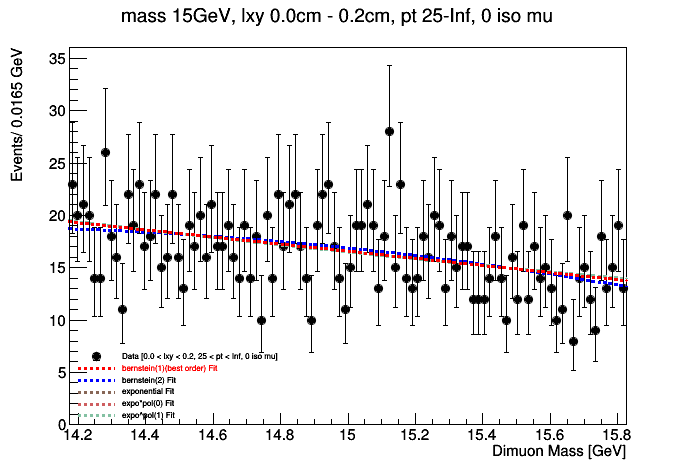 mass 15GeV, lxy 0.0cm - 0.2cm, pt 25-Inf, 0 iso mu
Events/ 0.0165 GeV
35
30
25
20
15
10
5
0
Data [0.0 < lxy < 0.2, 25 < pt < Inf, 0 iso mu]
bernstein(1)(best order) Fit
bernstein(2) Fit
exponential Fit
expo*pol(0) Fit
expo*pol(1) Fit
14.2 14.4 14.6 14.8 15 15.2 15.4 15.6 15.8
Dimuon Mass [GeV]